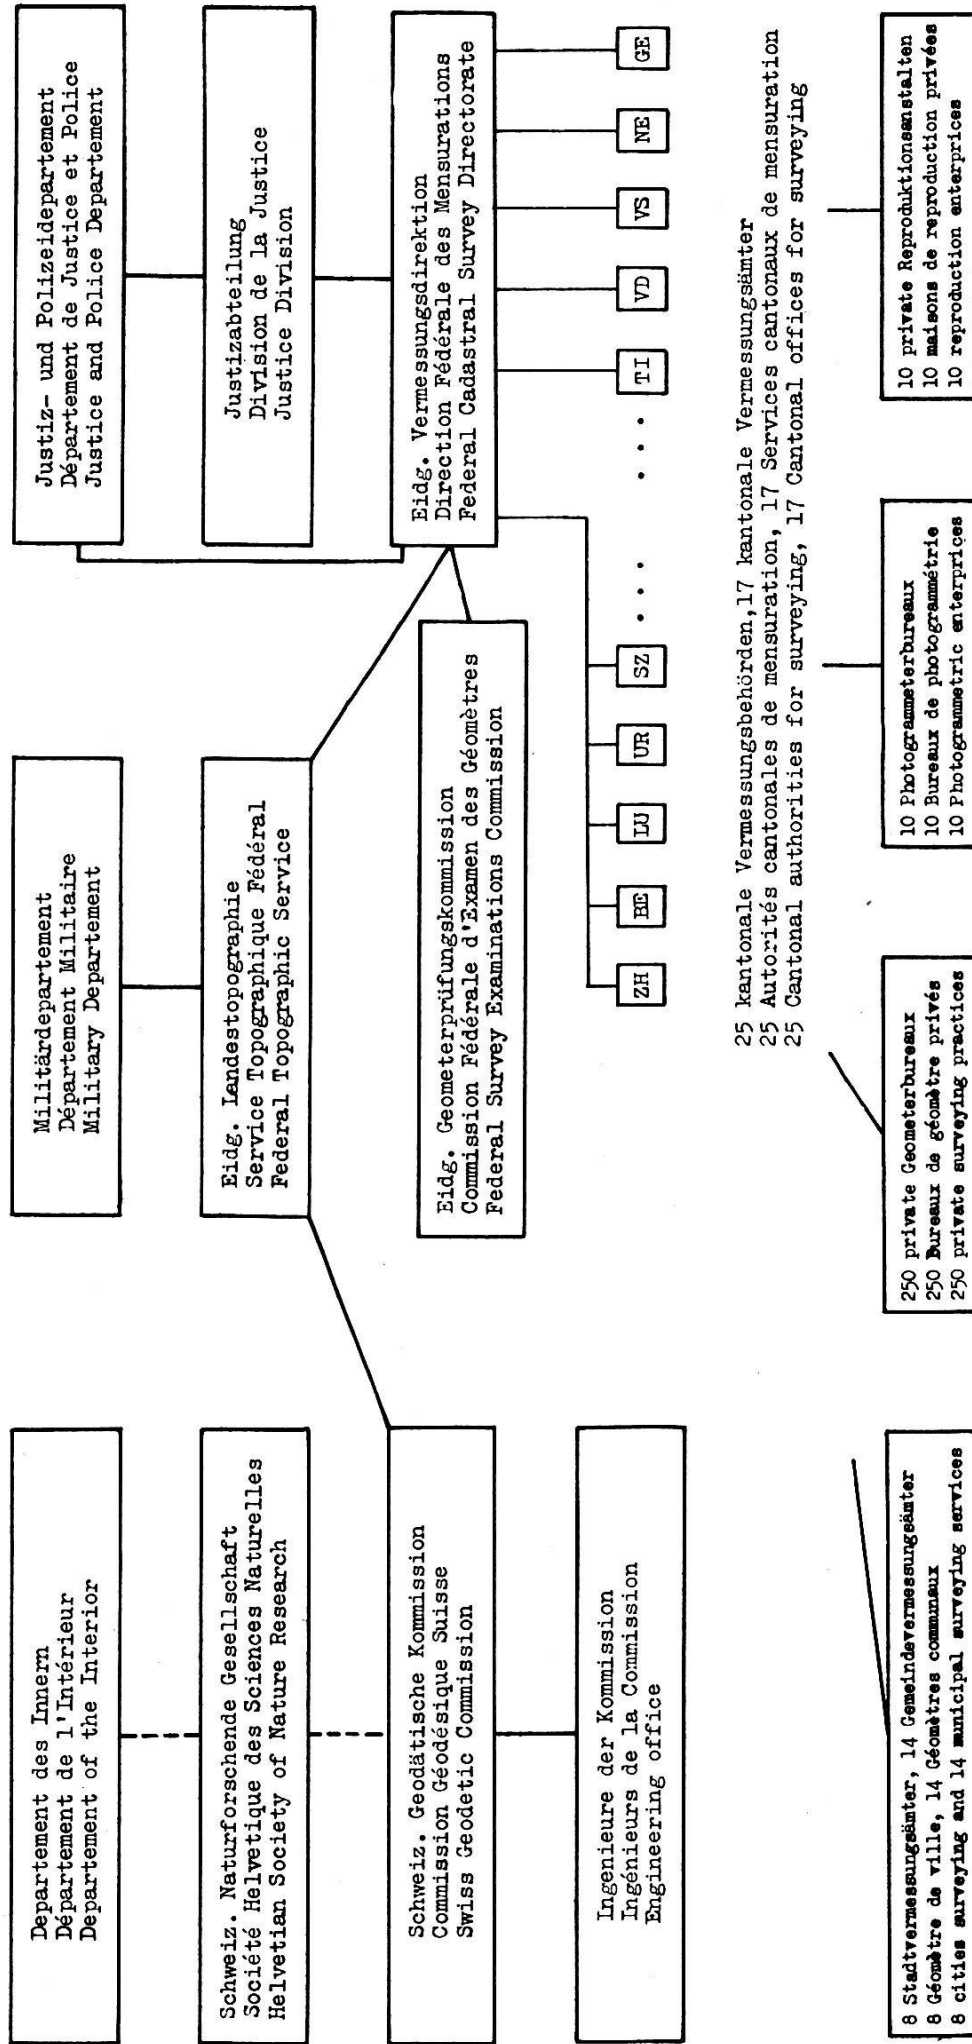 Departement des Innern
Département de l'Intérieur
Departement of the Interior
Militärdepartement
Département Militaire
Military Departement
Justiz- und Polizeidepartement
Département de Justice et Police
Justice and Police Department
Schweiz. Naturforschende Gesellschaft
Société Helvetique des Sciences Naturelles
Helvetian Society of Nature Research
Eidg. Landestopographie
Service Topographique Fédéral
Federal Topographic Service
Justizabteilung
Division de la Justice
Justice Division
Schweiz. Geodätische Kommission
Commission Géodésique Suisse
Swiss Geodetic Commission
Eidg. Geometerprüfungskommission
Commission Fédérale d'Examen des Géomètres
Federal Survey Examinations Commission
Eidg. Vermessungsdirektion
Direction Fédérale des Mensurations
Federal Cadastral Survey Directorate
Ingenieure der Kommission
Ingénieurs de la Commission
Engineering office
ZH
BE
LU
UR
SZ
. . . . . .
TI
VD
VS
NE
GE
25 kantonale Vermessungsbehörden,17 kantonale Vermessungsämter
25 Autorités cantonales de mensuration, 17 Services cantonaux de mensuration
25 Cantonal authorities for surveying, 17 Cantonal offices for surveying
8 Stadtvermessungsämter, 14 Gemeindevermessungsämter
8 Géomètre de ville, 14 Géomètres communaux
8 cities surveying and 14 municipal surveying services
250 private Geometerbureaux
250 Bureaux de géomètre privés
250 private surveying practices
10 Photogrammeterbureaux
10 Bureaux de photogrammétrie
10 Photogrammetric enterprices
10 private Reproduktionsanstalten
10 maisons de reproduction privées
10 reproduction enterprices